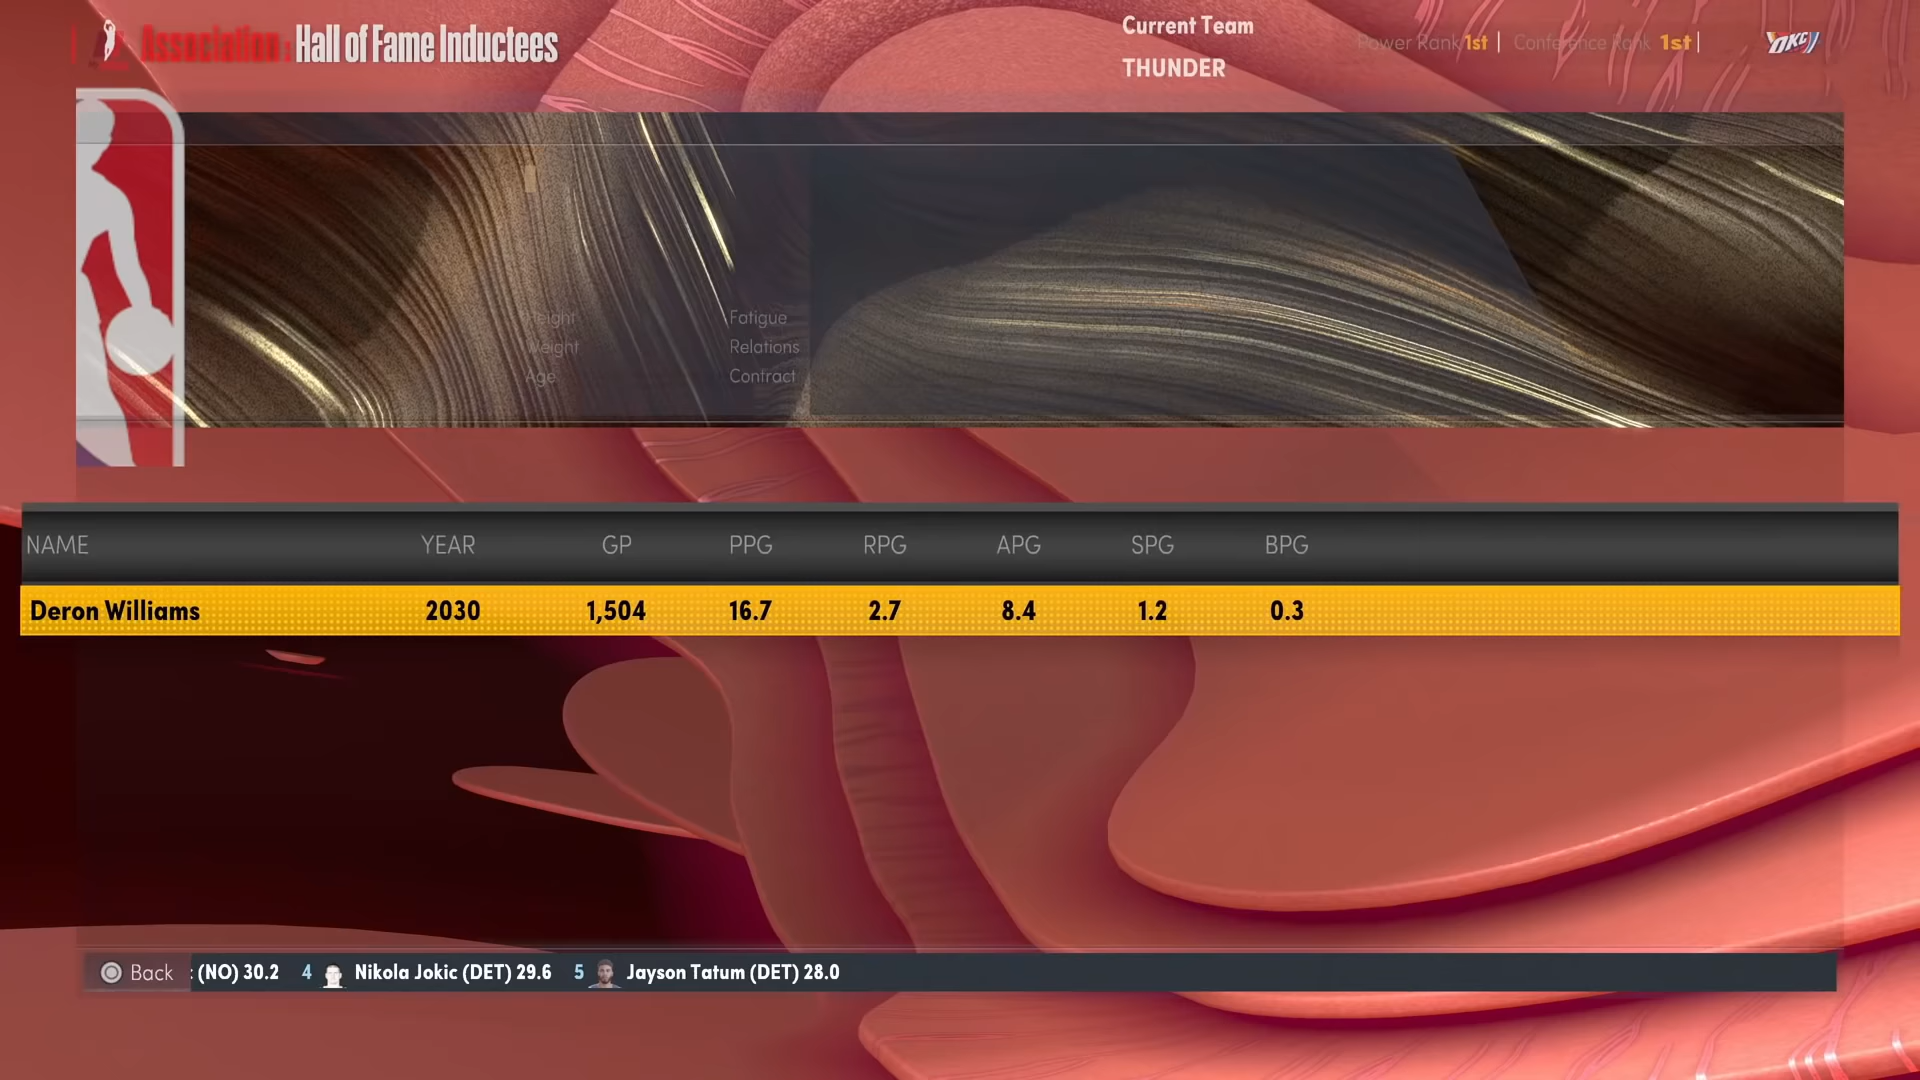 Association : Hall of Fame Inductees
Current Team
THUNDER
Power Rank 1st | Conference Rank 1st |
OKC
Height
Weight
Age
Fatigue
Relations
Contract
NAME YEAR GP PPG RPG APG SPG BPG
Deron Williams 2030 1,504 16.7 2.7 8.4 1.2 0.3
Back : (NO) 30.2 4 Nikola Jokic (DET) 29.6 5 Jayson Tatum (DET) 28.0